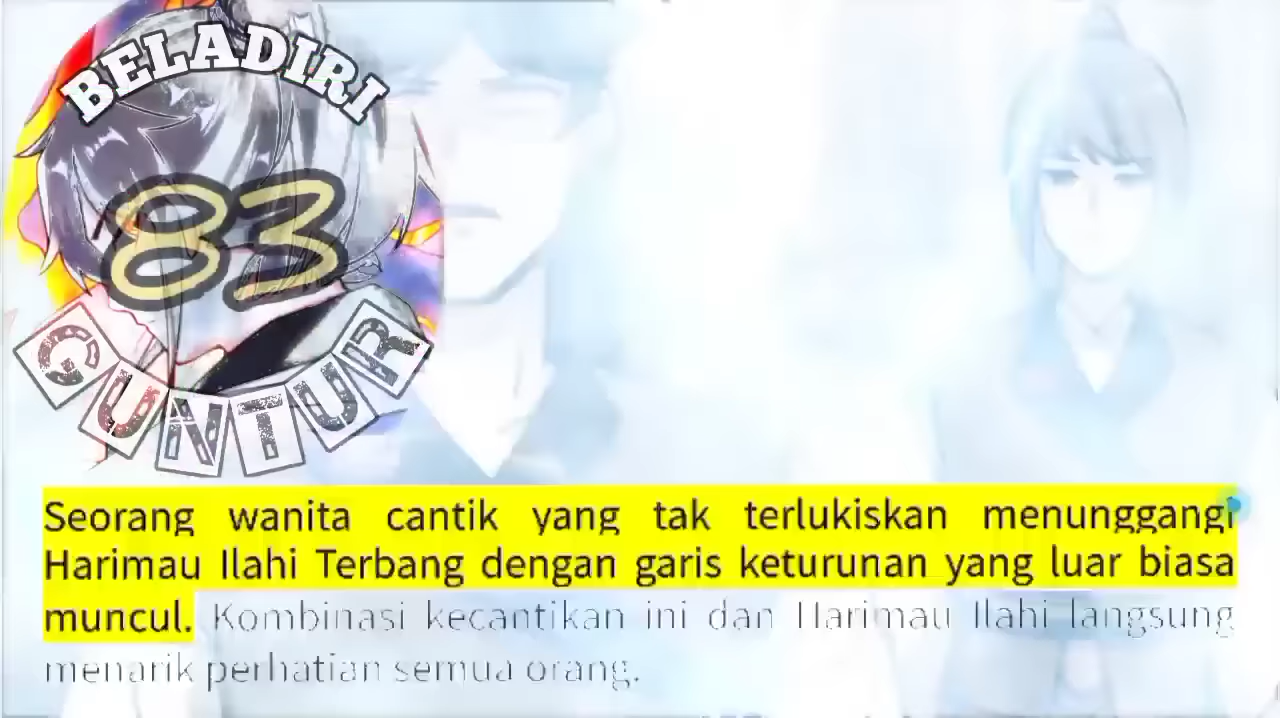 BELADIRI
83
GUNTUR
Seorang wanita cantik yang tak terlukiskan menunggangi
Harimau Ilahi Terbang dengan garis keturunan yang luar biasa
muncul. Kombinasi kecantikan ini dan Harimau Ilahi langsung
menarik perhatian semua orang.